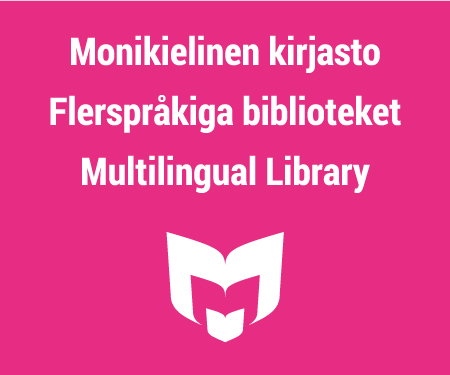 Monikielinen kirjasto
Flerspråkiga biblioteket
Multilingual Library